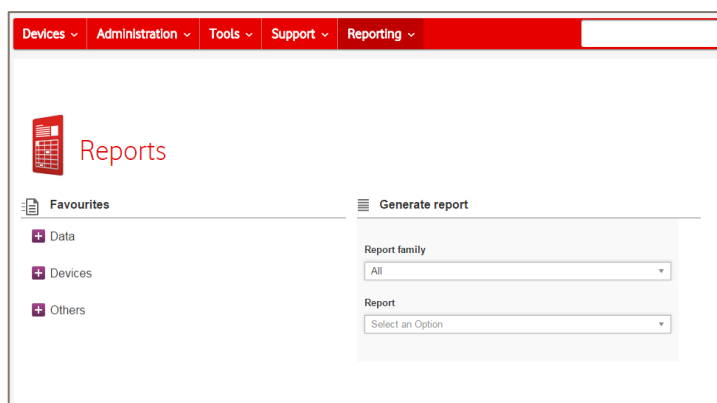 Devices Administration Tools Support Reporting
Reports
Favourites
Data
Devices
Others
Generate report
Report family
All
Report
Select an Option